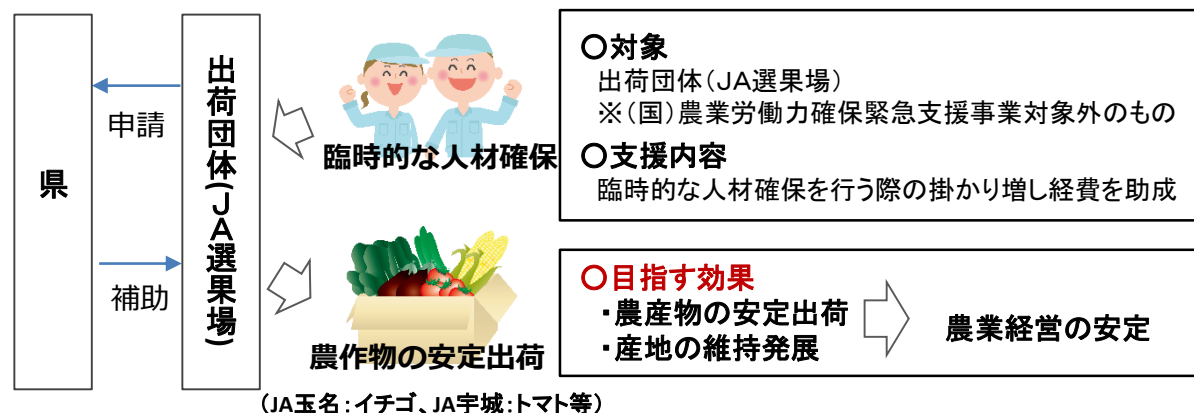 県
申請
補助
出荷団体(JA選果場)
臨時的な人材確保
農作物の安定出荷
(JA玉名:イチゴ、JA宇城:トマト等)
〇対象
出荷団体(JA選果場)
※(国)農業労働力確保緊急支援事業対象外のもの
〇支援内容
臨時的な人材確保を行う際の掛かり増し経費を助成
〇目指す効果
・農産物の安定出荷
・産地の維持発展
農業経営の安定